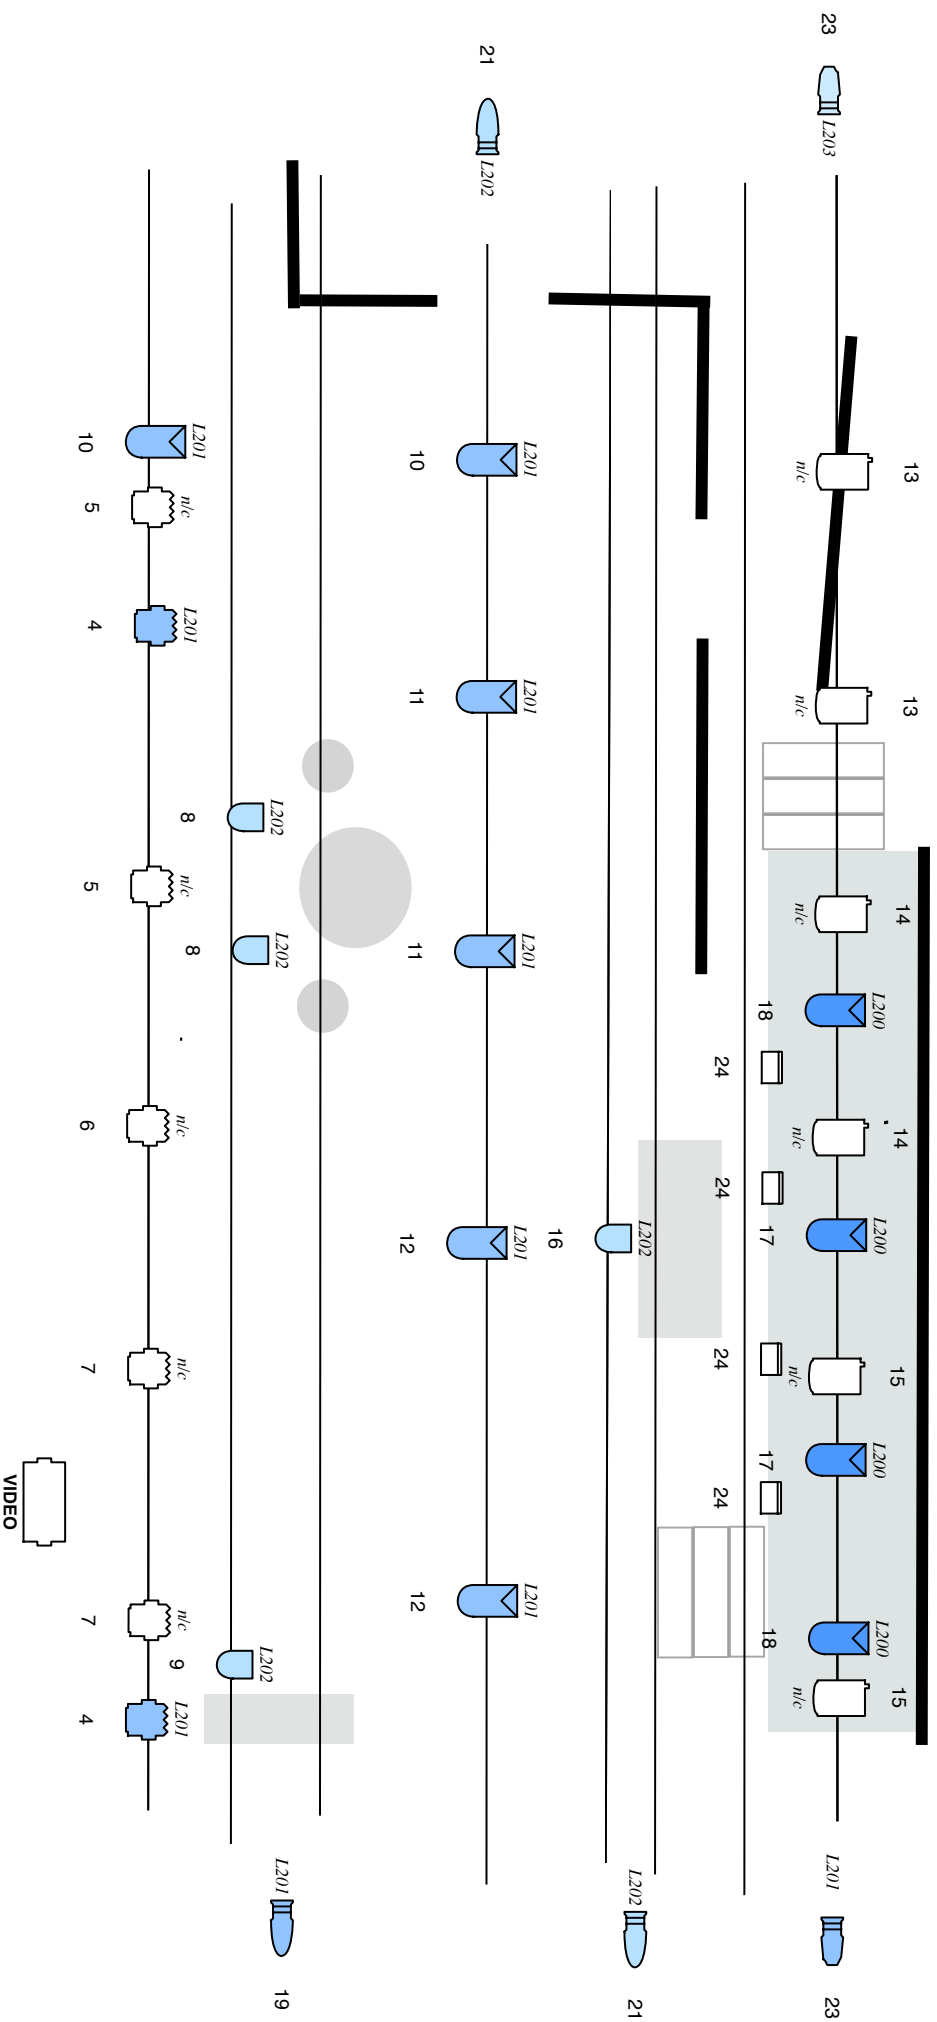 13 13 14 14 15 15
L200 L200 L200 L200
23 L203 L201 23
n/c n/c n/c n/c n/c n/c
18 17 17 18
24 24 24 24
L202 L202 21
16
L201 L201 L201 L201 L201
21 L202
10 11 11 12 12
L202 L202 L202 L201 19
8 8 9
L201 n/c L201 n/c n/c n/c n/c L201
10 5 4 5 6 7 7 4
VIDEO